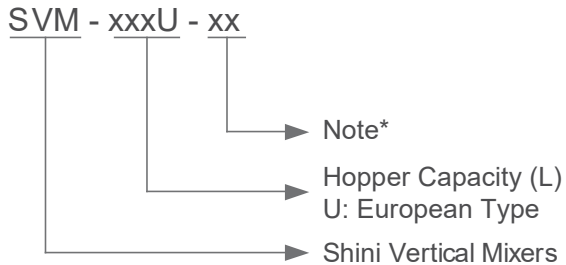 SVM - xxxU - xx
Note*
Hopper Capacity (L)
U: European Type
Shini Vertical Mixers